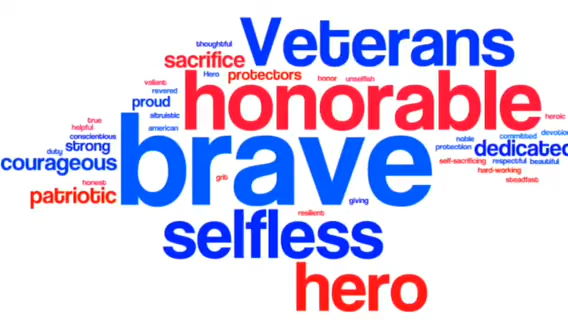 thoughtful
Veterans
sacrifice
Hero
protectors
honor
unselfish
valiant
revered
proud
altruistic
american
honorable
heroic
true
helpful
conscientious
duty
strong
courageous
honest
patriotic
brave
grit
giving
noble
committed
devotion
protection
dedicated
self-sacrificing
respectful
beautiful
hard-working
steadfast
resilient
selfless
hero